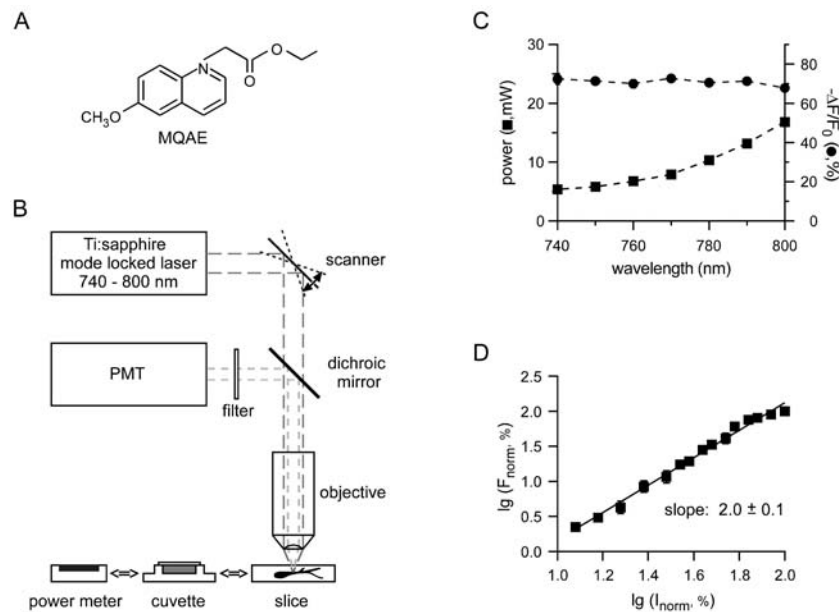 A
CH₃O
N⁺
O
O
MQAE
B
Ti:sapphire
mode locked laser
740 - 800 nm
scanner
PMT
filter
dichroic
mirror
objective
power meter
cuvette
slice
C
power (■,mW)
30
20
10
0
80
60
40
20
0
-ΔF/F₀ (●,%)
740
760
780
800
wavelength (nm)
D
lg (Fnorm, %)
2.5
2.0
1.5
1.0
0.5
0.0
slope: 2.0 ± 0.1
1.0
1.2
1.4
1.6
1.8
2.0
lg (Inorm, %)